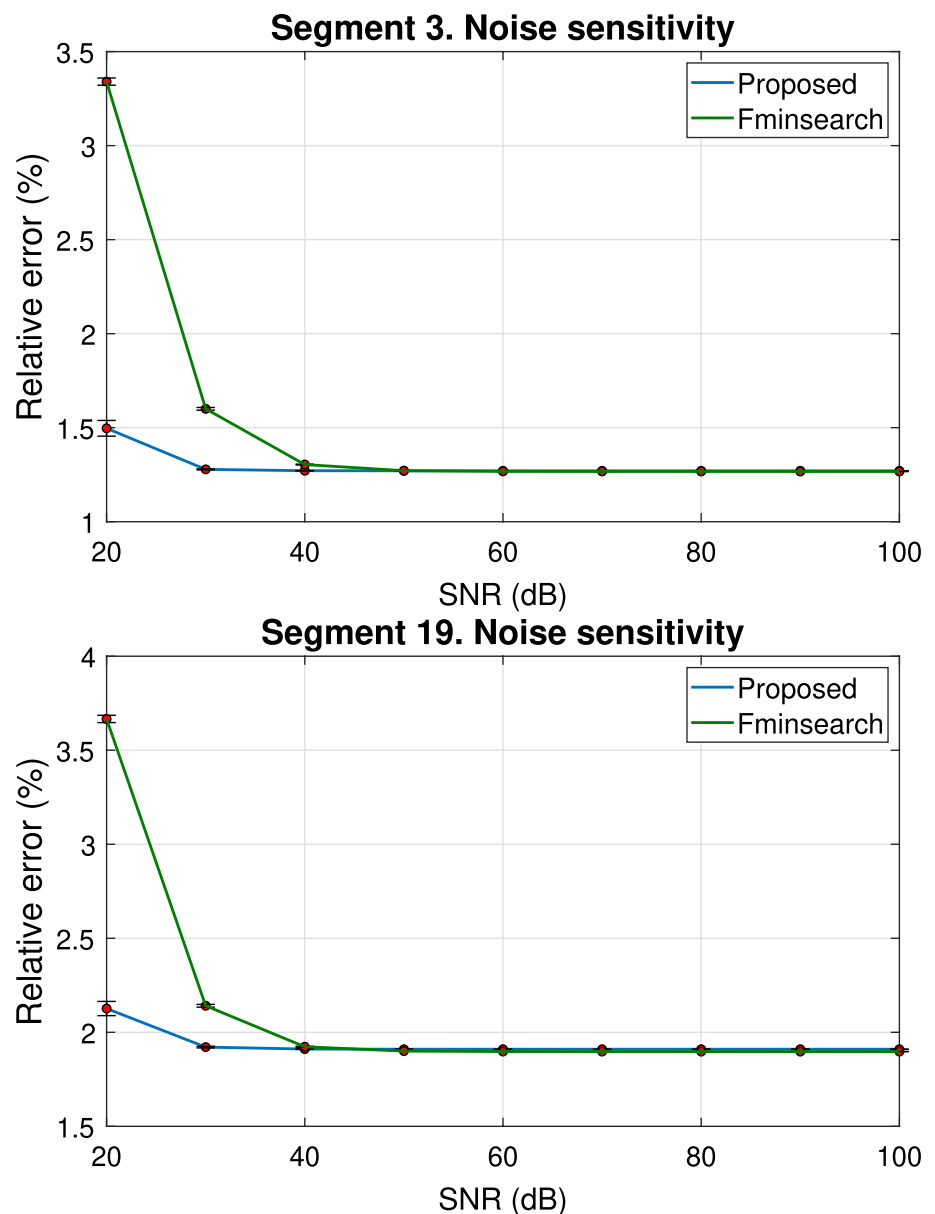 Segment 3. Noise sensitivity
3.5
3
2.5
2
1.5
1
Relative error (%)
Proposed
Fminsearch
20 40 60 80 100
SNR (dB)
Segment 19. Noise sensitivity
4
3.5
3
2.5
2
1.5
Relative error (%)
Proposed
Fminsearch
20 40 60 80 100
SNR (dB)